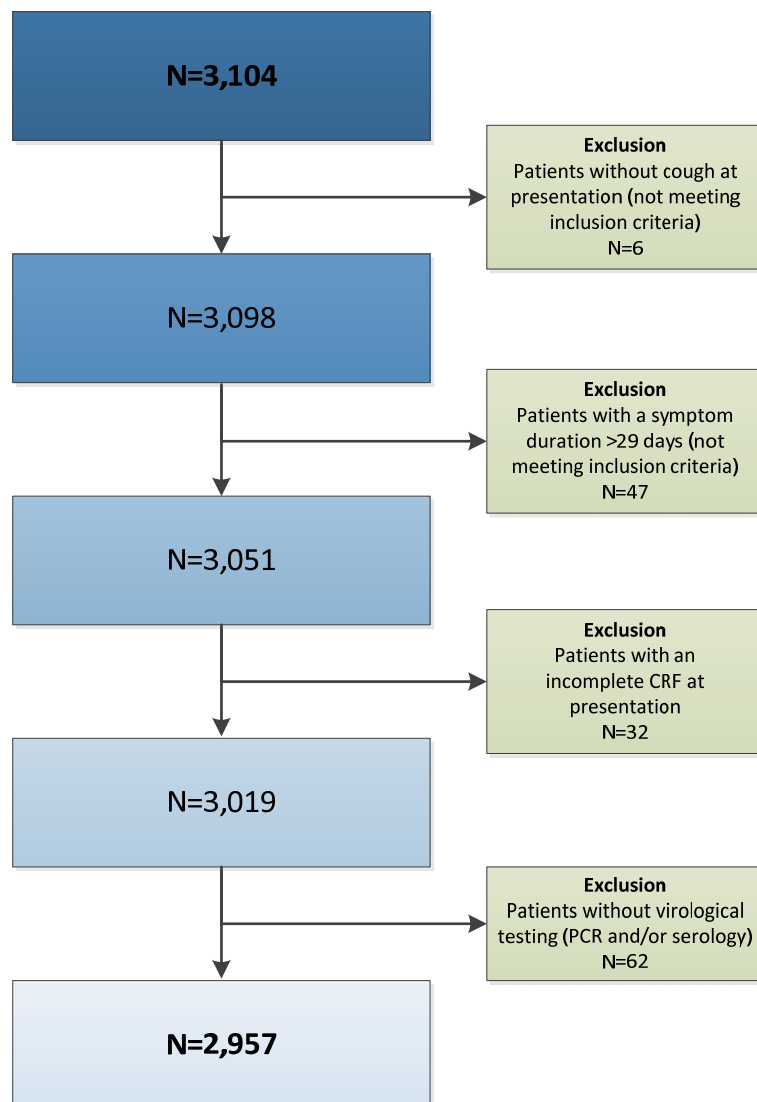 N=3,104
Exclusion
Patients without cough at
presentation (not meeting
inclusion criteria)
N=6
N=3,098
Exclusion
Patients with a symptom
duration >29 days (not
meeting inclusion criteria)
N=47
N=3,051
Exclusion
Patients with an
incomplete CRF at
presentation
N=32
N=3,019
Exclusion
Patients without virological
testing (PCR and/or serology)
N=62
N=2,957